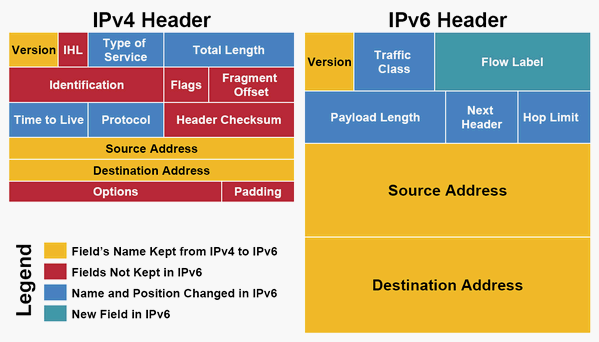 IPv4 Header
Version IHL Type of Service Total Length
Identification Flags Fragment Offset
Time to Live Protocol Header Checksum
Source Address
Destination Address
Options Padding
IPv6 Header
Version Traffic Class Flow Label
Payload Length Next Header Hop Limit
Source Address
Destination Address
Legend
Field's Name Kept from IPv4 to IPv6
Fields Not Kept in IPv6
Name and Position Changed in IPv6
New Field in IPv6